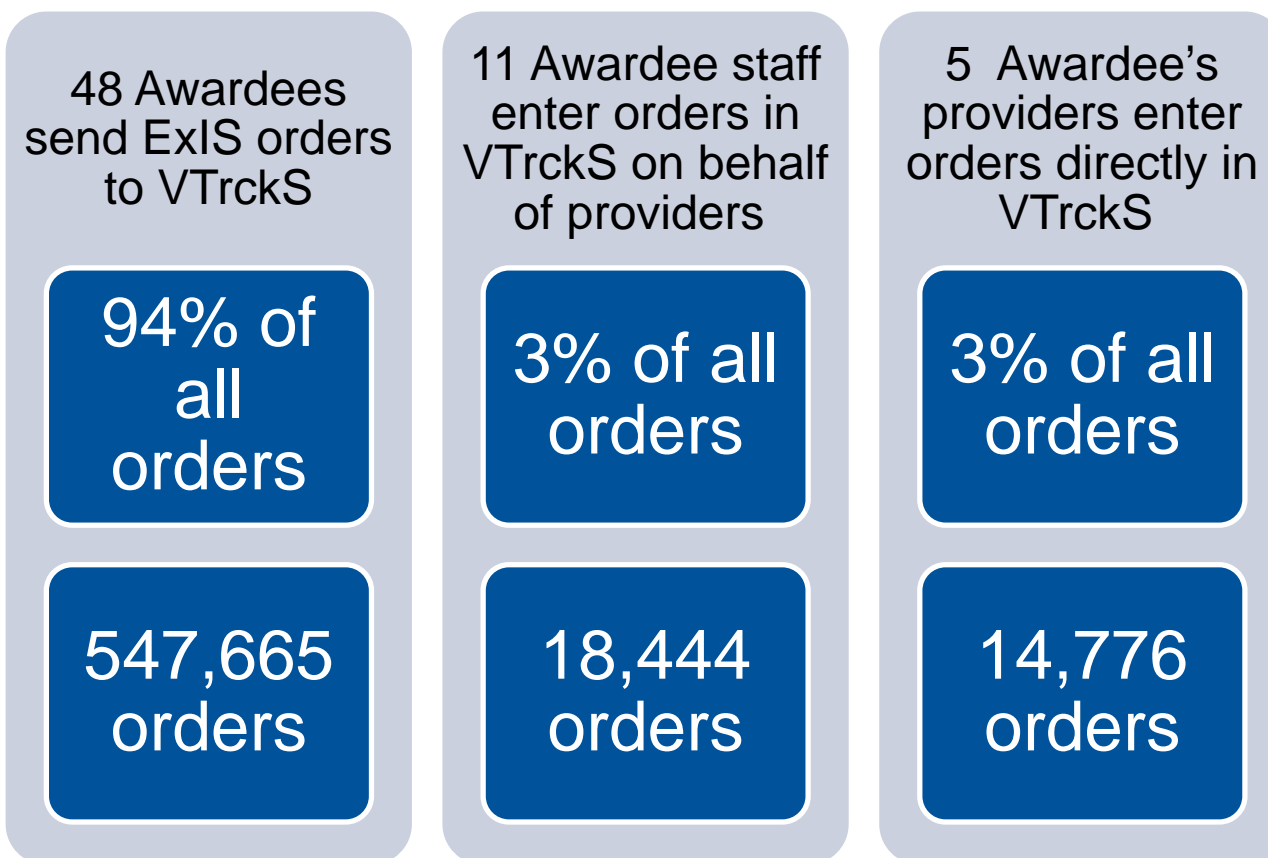 48 Awardees
send ExIS orders
to VTrckS
94% of
all
orders
547,665
orders
11 Awardee staff
enter orders in
VTrckS on behalf
of providers
3% of all
orders
18,444
orders
5  Awardee’s
providers enter
orders directly in
VTrckS
3% of all
orders
14,776
orders